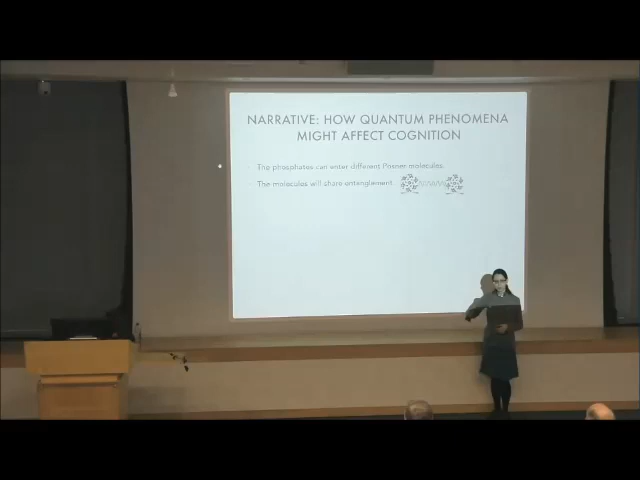 NARRATIVE: HOW QUANTUM PHENOMENA
MIGHT AFFECT COGNITION
The phosphates can enter different Posner molecules.
The molecules will share entanglement.